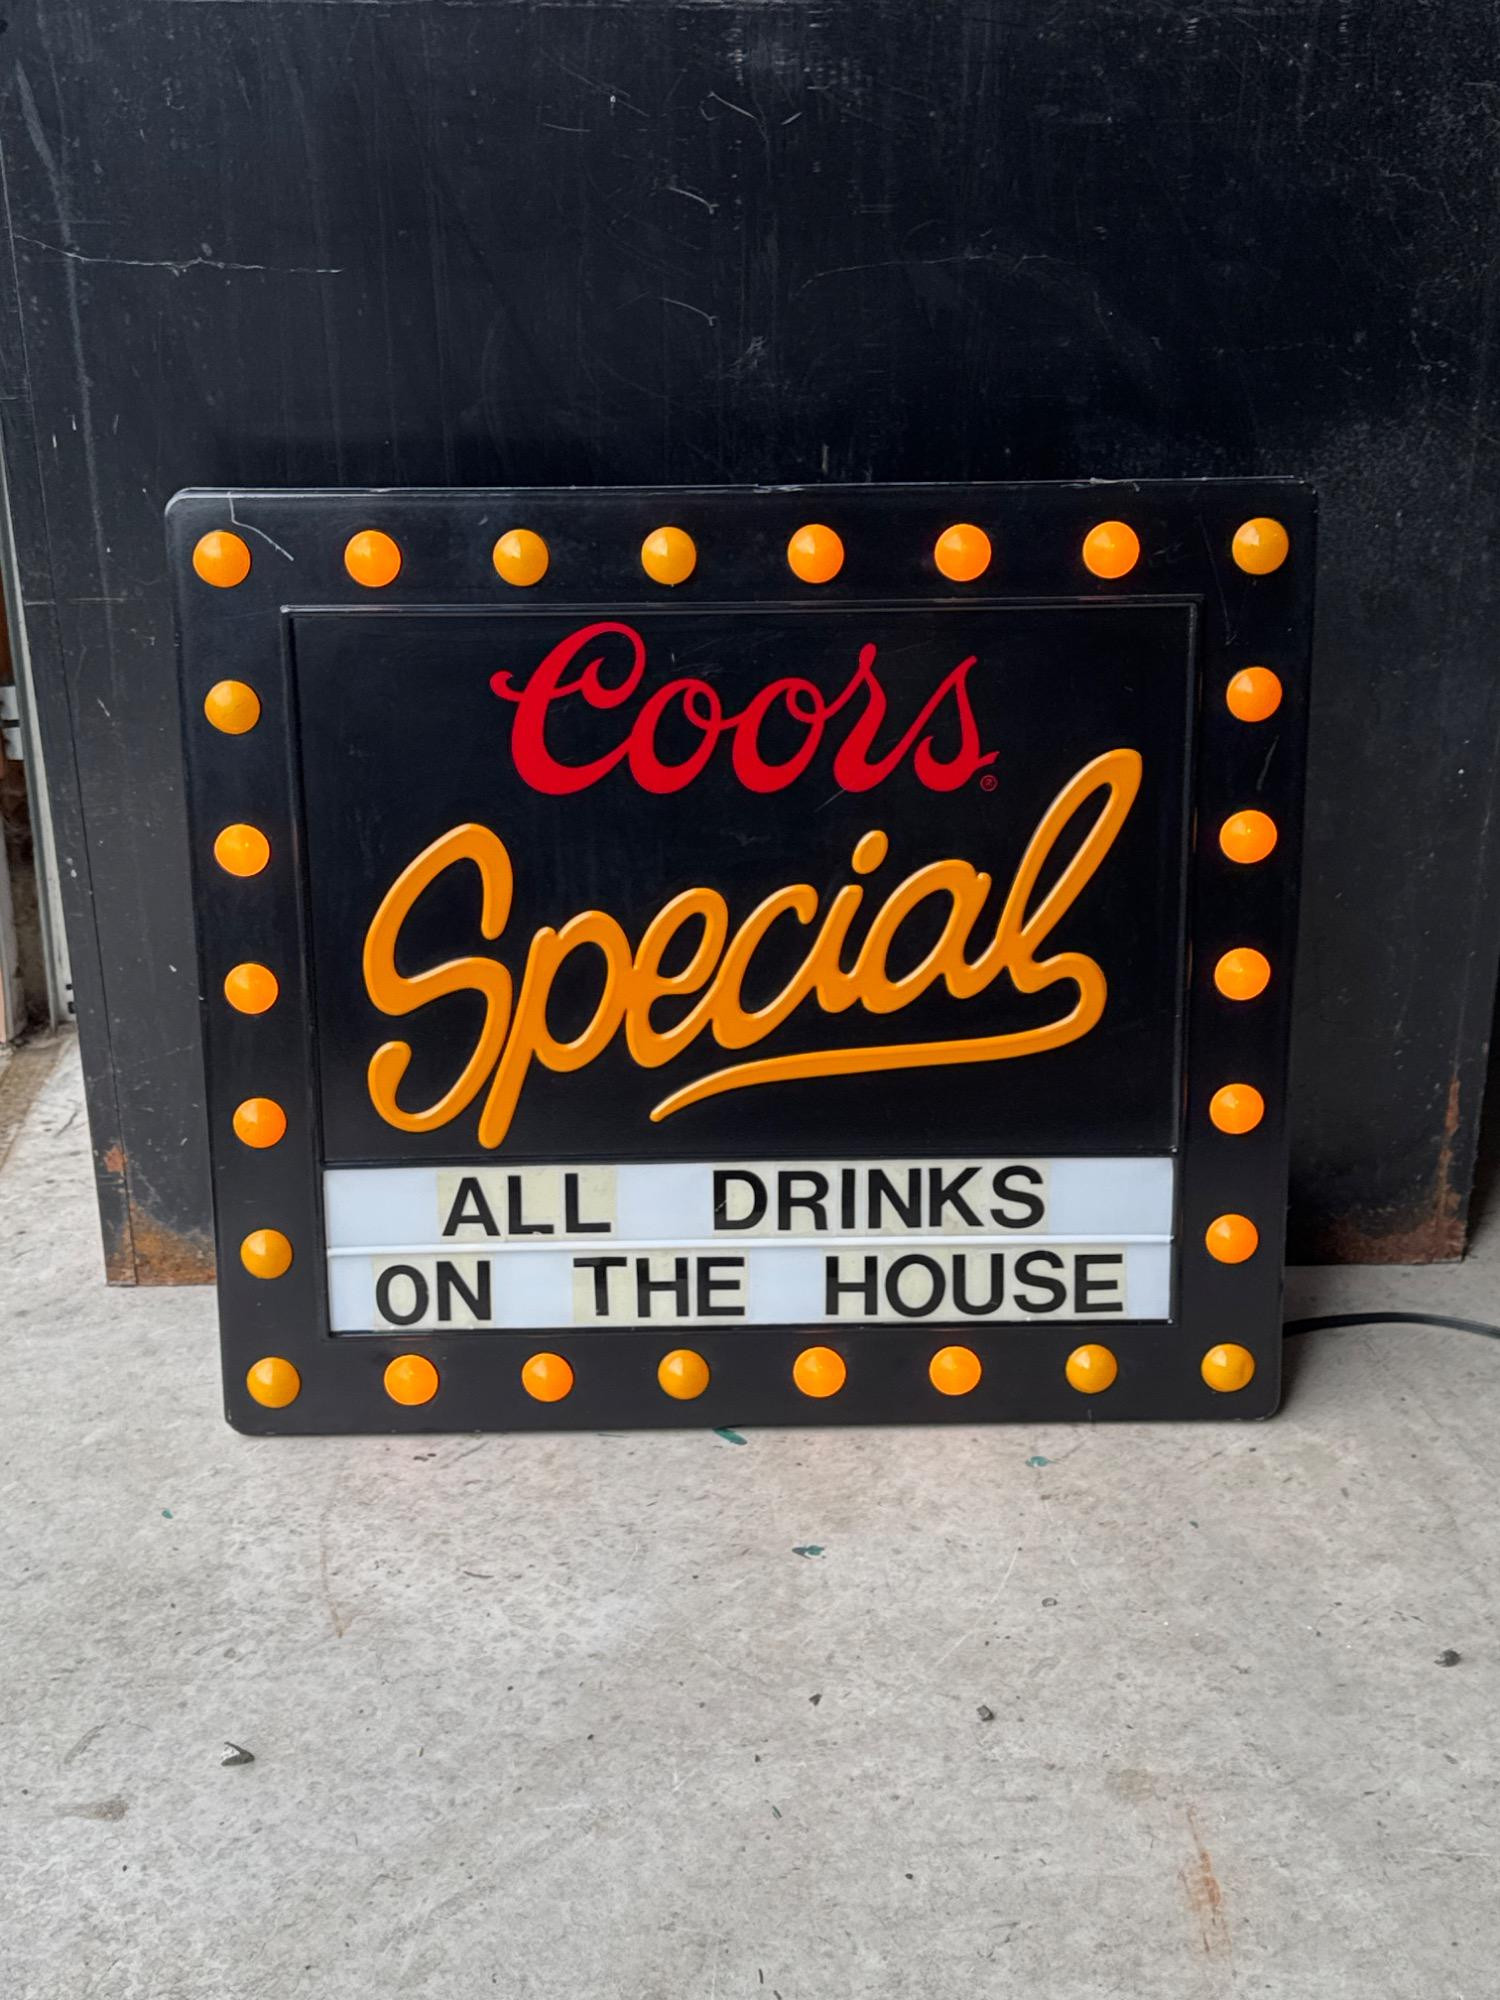 Coors®
Special
ALL DRINKS
ON THE HOUSE